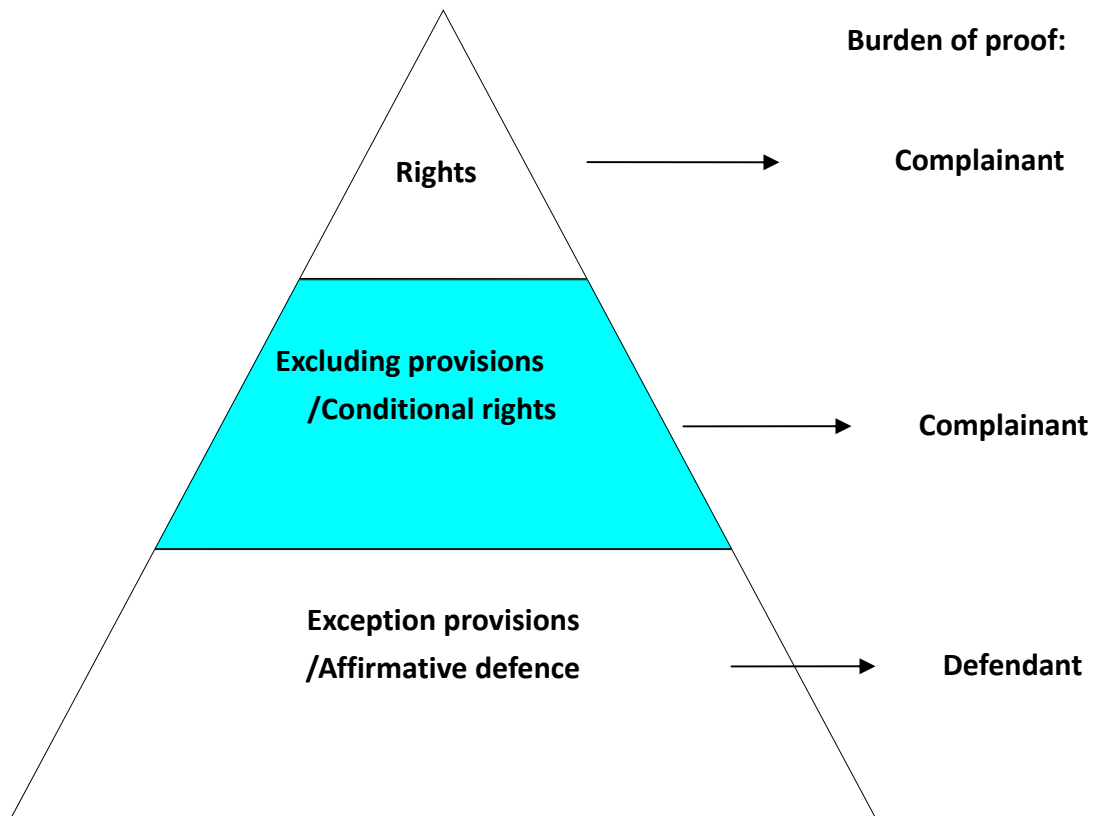 Burden of proof:
Rights
Complainant
Excluding provisions
/Conditional rights
Complainant
Exception provisions
/Affirmative defence
Defendant